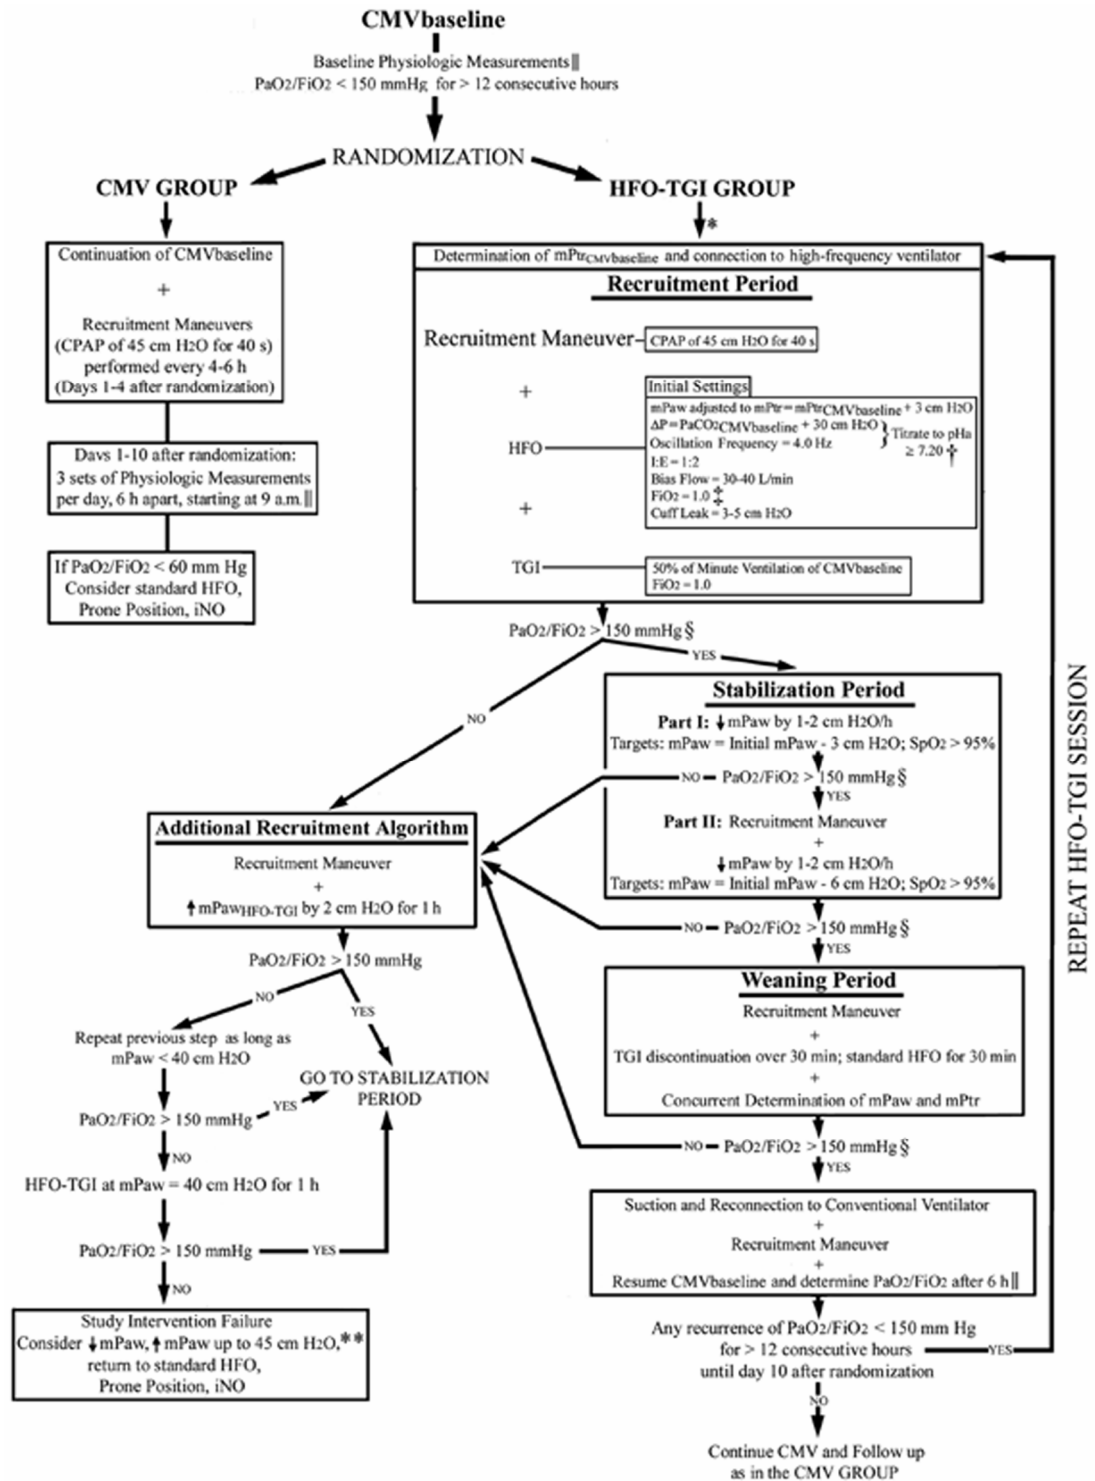 CMVbaseline
Baseline Physiologic Measurements||
PaO2/FiO2 < 150 mmHg for > 12 consecutive hours
RANDOMIZATION
CMV GROUP
Continuation of CMVbaseline
+
Recruitment Maneuvers
(CPAP of 45 cm H2O for 40 s)
performed every 4-6 h
(Days 1-4 after randomization)
Days 1-10 after randomization:
3 sets of Physiologic Measurements
per day, 6 h apart, starting at 9 a.m.||
If PaO2/FiO2 < 60 mm Hg
Consider standard HFO,
Prone Position, iNO
HFO-TGI GROUP
*
Determination of mPtrCMVbaseline and connection to high-frequency ventilator
Recruitment Period
Recruitment Maneuver
CPAP of 45 cm H2O for 40 s
+
HFO
Initial Settings
mPaw adjusted to mPtr = mPtrCMVbaseline + 3 cm H2O
ΔP = PaCO2CMVbaseline + 30 cm H2O
Oscillation Frequency = 4.0 Hz
} Titrate to pHa
≥ 7.20 †
I:E = 1:2
Bias Flow = 30-40 L/min
FiO2 = 1.0 ‡
Cuff Leak = 3-5 cm H2O
+
TGI
50% of Minute Ventilation of CMVbaseline
FiO2 = 1.0
PaO2/FiO2 > 150 mmHg §
YES
NO
Stabilization Period
Part I: ↓ mPaw by 1-2 cm H2O/h
Targets: mPaw = Initial mPaw - 3 cm H2O; SpO2 > 95%
NO
PaO2/FiO2 > 150 mmHg §
YES
Part II: Recruitment Maneuver
+
↓ mPaw by 1-2 cm H2O/h
Targets: mPaw = Initial mPaw - 6 cm H2O; SpO2 > 95%
NO
PaO2/FiO2 > 150 mmHg §
YES
Weaning Period
Recruitment Maneuver
+
TGI discontinuation over 30 min; standard HFO for 30 min
+
Concurrent Determination of mPaw and mPtr
NO
PaO2/FiO2 > 150 mmHg §
YES
Suction and Reconnection to Conventional Ventilator
+
Recruitment Maneuver
+
Resume CMVbaseline and determine PaO2/FiO2 after 6 h||
Any recurrence of PaO2/FiO2 < 150 mm Hg
for > 12 consecutive hours
until day 10 after randomization
YES
NO
Continue CMV and Follow up
as in the CMV GROUP
REPEAT HFO-TGI SESSION
Additional Recruitment Algorithm
Recruitment Maneuver
+
↑ mPawHFO-TGI by 2 cm H2O for 1 h
PaO2/FiO2 > 150 mmHg
NO
YES
Repeat previous step as long as
mPaw < 40 cm H2O
GO TO STABILIZATION
PERIOD
PaO2/FiO2 > 150 mmHg
YES
NO
HFO-TGI at mPaw = 40 cm H2O for 1 h
PaO2/FiO2 > 150 mmHg
YES
NO
Study Intervention Failure
Consider ↓ mPaw, ↑ mPaw up to 45 cm H2O,**
return to standard HFO,
Prone Position, iNO